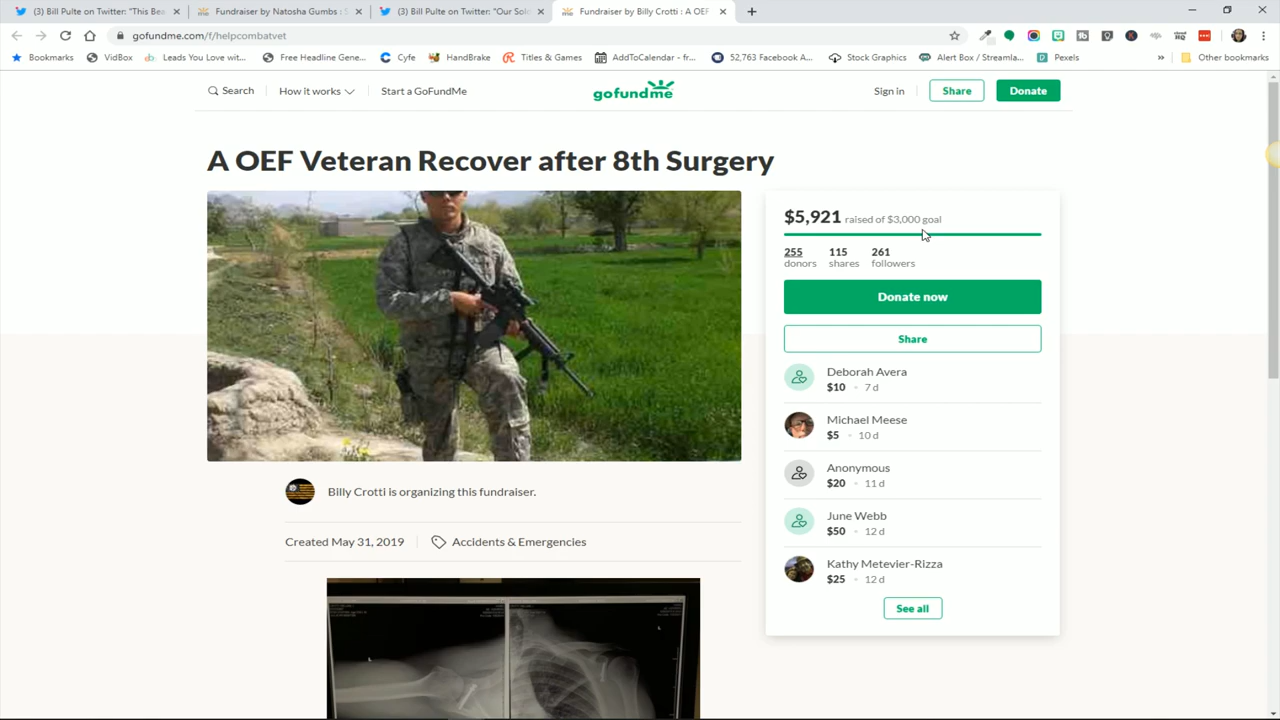 (3) Bill Pulte on Twitter: "This Bea
Fundraiser by Natosha Gumbs : S
(3) Bill Pulte on Twitter: "Our Sol
Fundraiser by Billy Crotti : A OEF
gofundme.com/f/helpcombatvet
Bookmarks
VidBox
Leads You Love wit...
Free Headline Gener...
Cyfe
HandBrake
Titles & Games
AddToCalendar - fr...
52,763 Facebook A...
Stock Graphics
Alert Box / Streamla...
Pexels
»
Other bookmarks
Search
How it works
Start a GoFundMe
gofundme
Sign in
Share
Donate
A OEF Veteran Recover after 8th Surgery
$5,921 raised of $3,000 goal
255 115 261
donors shares followers
Donate now
Share
Deborah Avera
$10 • 7 d
Michael Meese
$5 • 10 d
Anonymous
$20 • 11 d
June Webb
$50 • 12 d
Kathy Metevier-Rizza
$25 • 12 d
See all
Billy Crotti is organizing this fundraiser.
Created May 31, 2019
Accidents & Emergencies